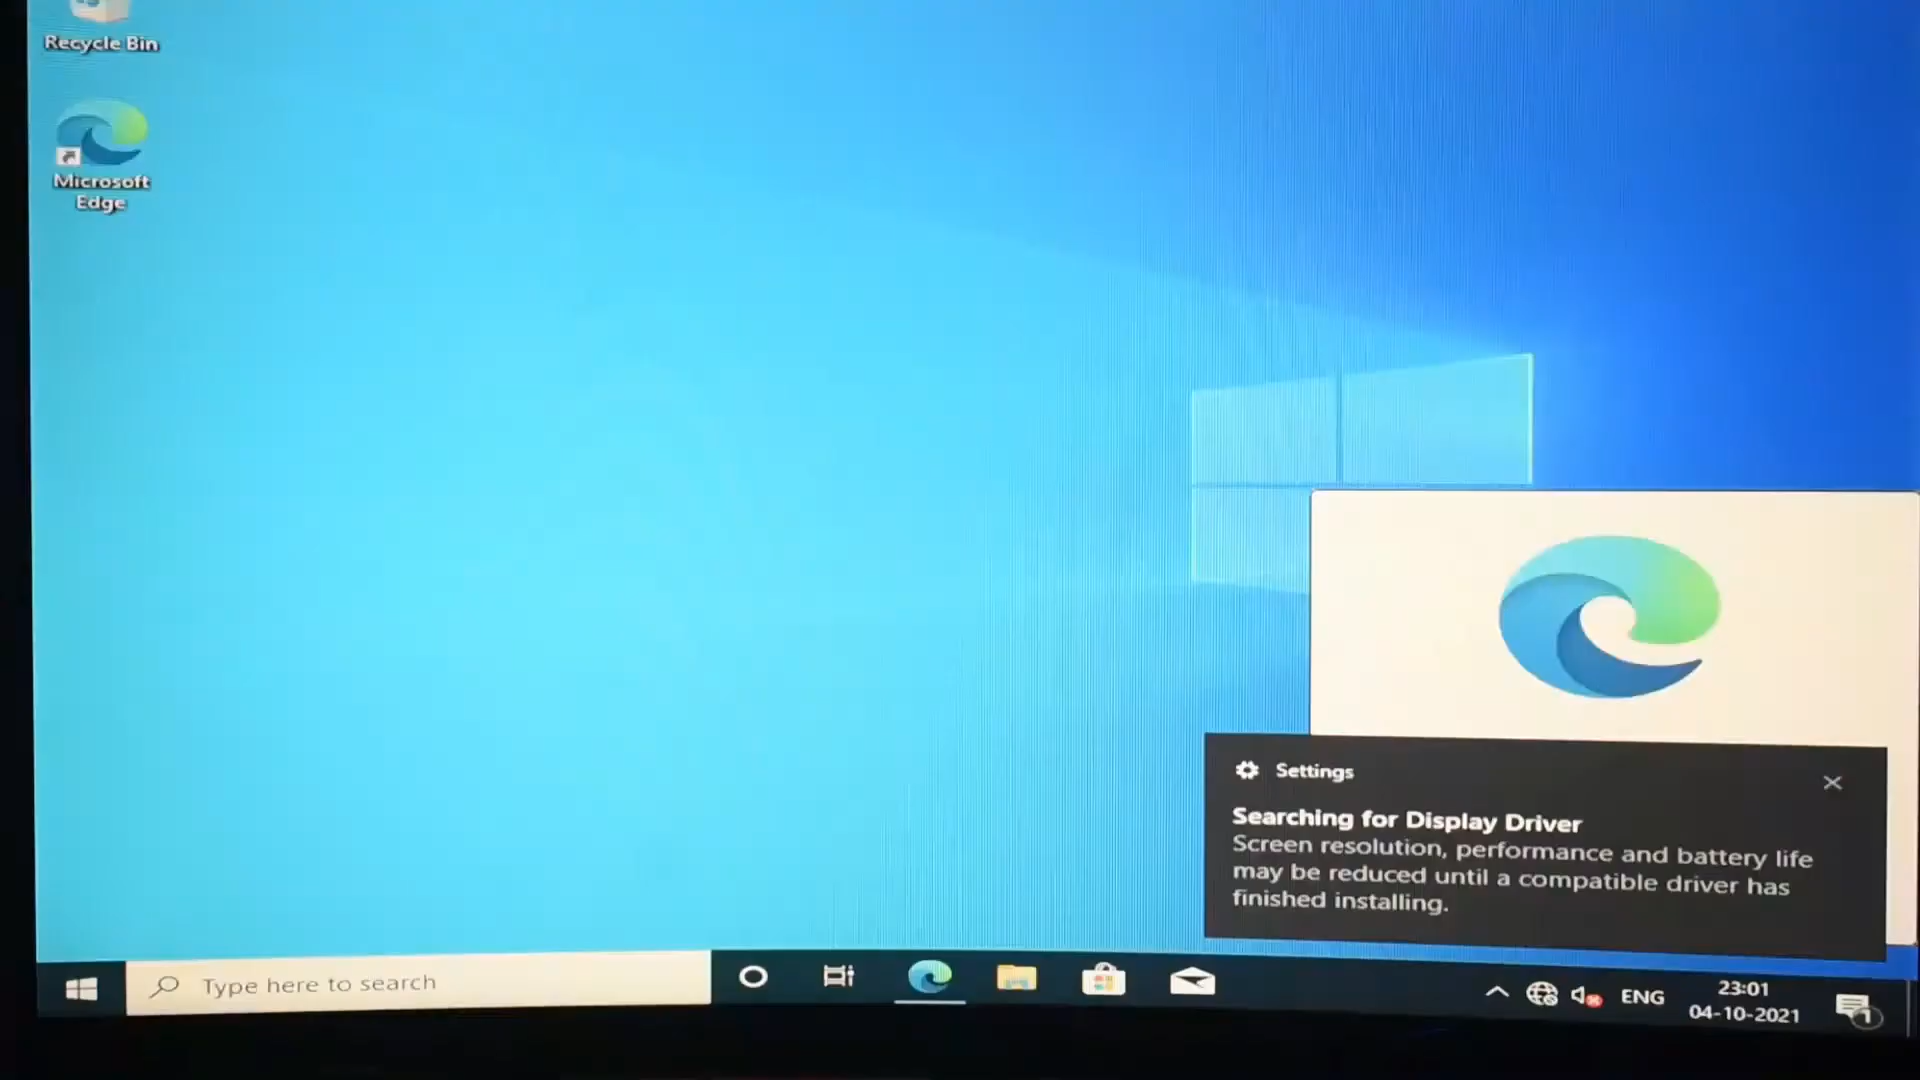 Recycle Bin
Microsoft
Edge
Settings
Searching for Display Driver
Screen resolution, performance and battery life
may be reduced until a compatible driver has
finished installing.
Type here to search
ENG
23:01
04-10-2021
1